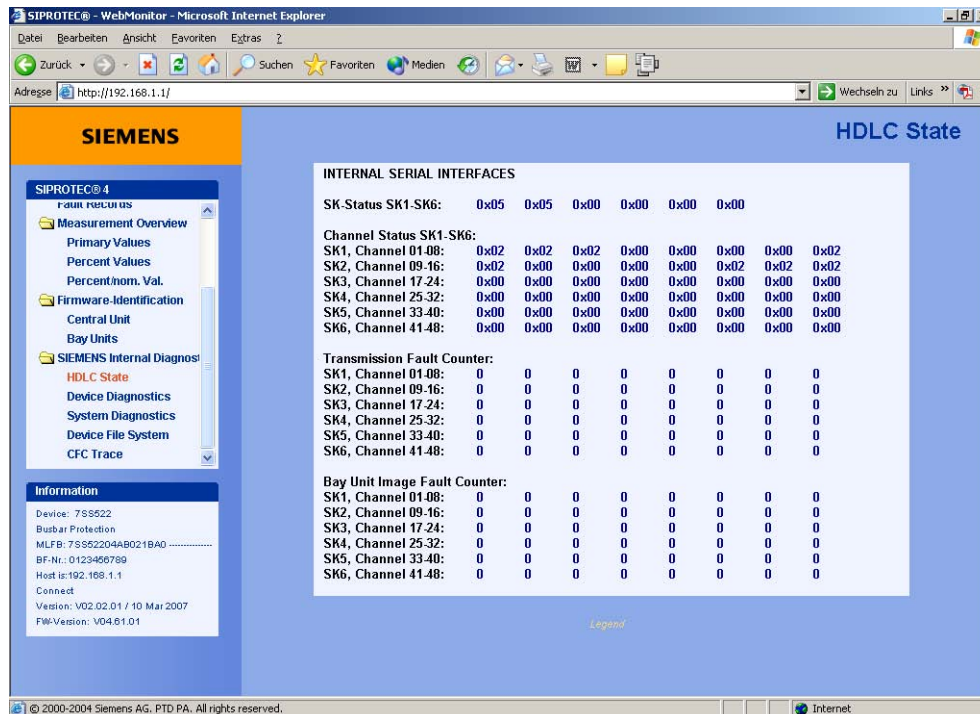 SIPROTEC® - WebMonitor - Microsoft Internet Explorer
Datei Bearbeiten Ansicht Favoriten Extras ?
Zurück Suchen Favoriten Medien
Adresse http://192.168.1.1/ Wechseln zu Links »
SIEMENS
HDLC State
SIPROTEC® 4
Fault Records
Measurement Overview
Primary Values
Percent Values
Percent/nom. Val.
Firmware-Identification
Central Unit
Bay Units
SIEMENS Internal Diagnost
HDLC State
Device Diagnostics
System Diagnostics
Device File System
CFC Trace
Information
Device: 7SS522
Busbar Protection
MLFB: 7SS52204AB021BA0 ---------------
BF-Nr.: 0123456789
Host is:192.168.1.1
Connect
Version: V02.02.01 / 10 Mar 2007
FW-Version: V04.61.01
INTERNAL SERIAL INTERFACES
SK-Status SK1-SK6: 0x05 0x05 0x00 0x00 0x00 0x00
Channel Status SK1-SK6:
SK1, Channel 01-08: 0x02 0x02 0x02 0x00 0x00 0x00 0x00 0x02
SK2, Channel 09-16: 0x02 0x00 0x00 0x00 0x00 0x02 0x02 0x02
SK3, Channel 17-24: 0x00 0x00 0x00 0x00 0x00 0x00 0x00 0x00
SK4, Channel 25-32: 0x00 0x00 0x00 0x00 0x00 0x00 0x00 0x00
SK5, Channel 33-40: 0x00 0x00 0x00 0x00 0x00 0x00 0x00 0x00
SK6, Channel 41-48: 0x00 0x00 0x00 0x00 0x00 0x00 0x00 0x00
Transmission Fault Counter:
SK1, Channel 01-08: 0 0 0 0 0 0 0 0
SK2, Channel 09-16: 0 0 0 0 0 0 0 0
SK3, Channel 17-24: 0 0 0 0 0 0 0 0
SK4, Channel 25-32: 0 0 0 0 0 0 0 0
SK5, Channel 33-40: 0 0 0 0 0 0 0 0
SK6, Channel 41-48: 0 0 0 0 0 0 0 0
Bay Unit Image Fault Counter:
SK1, Channel 01-08: 0 0 0 0 0 0 0 0
SK2, Channel 09-16: 0 0 0 0 0 0 0 0
SK3, Channel 17-24: 0 0 0 0 0 0 0 0
SK4, Channel 25-32: 0 0 0 0 0 0 0 0
SK5, Channel 33-40: 0 0 0 0 0 0 0 0
SK6, Channel 41-48: 0 0 0 0 0 0 0 0
Legend
© 2000-2004 Siemens AG. PTD PA. All rights reserved. Internet